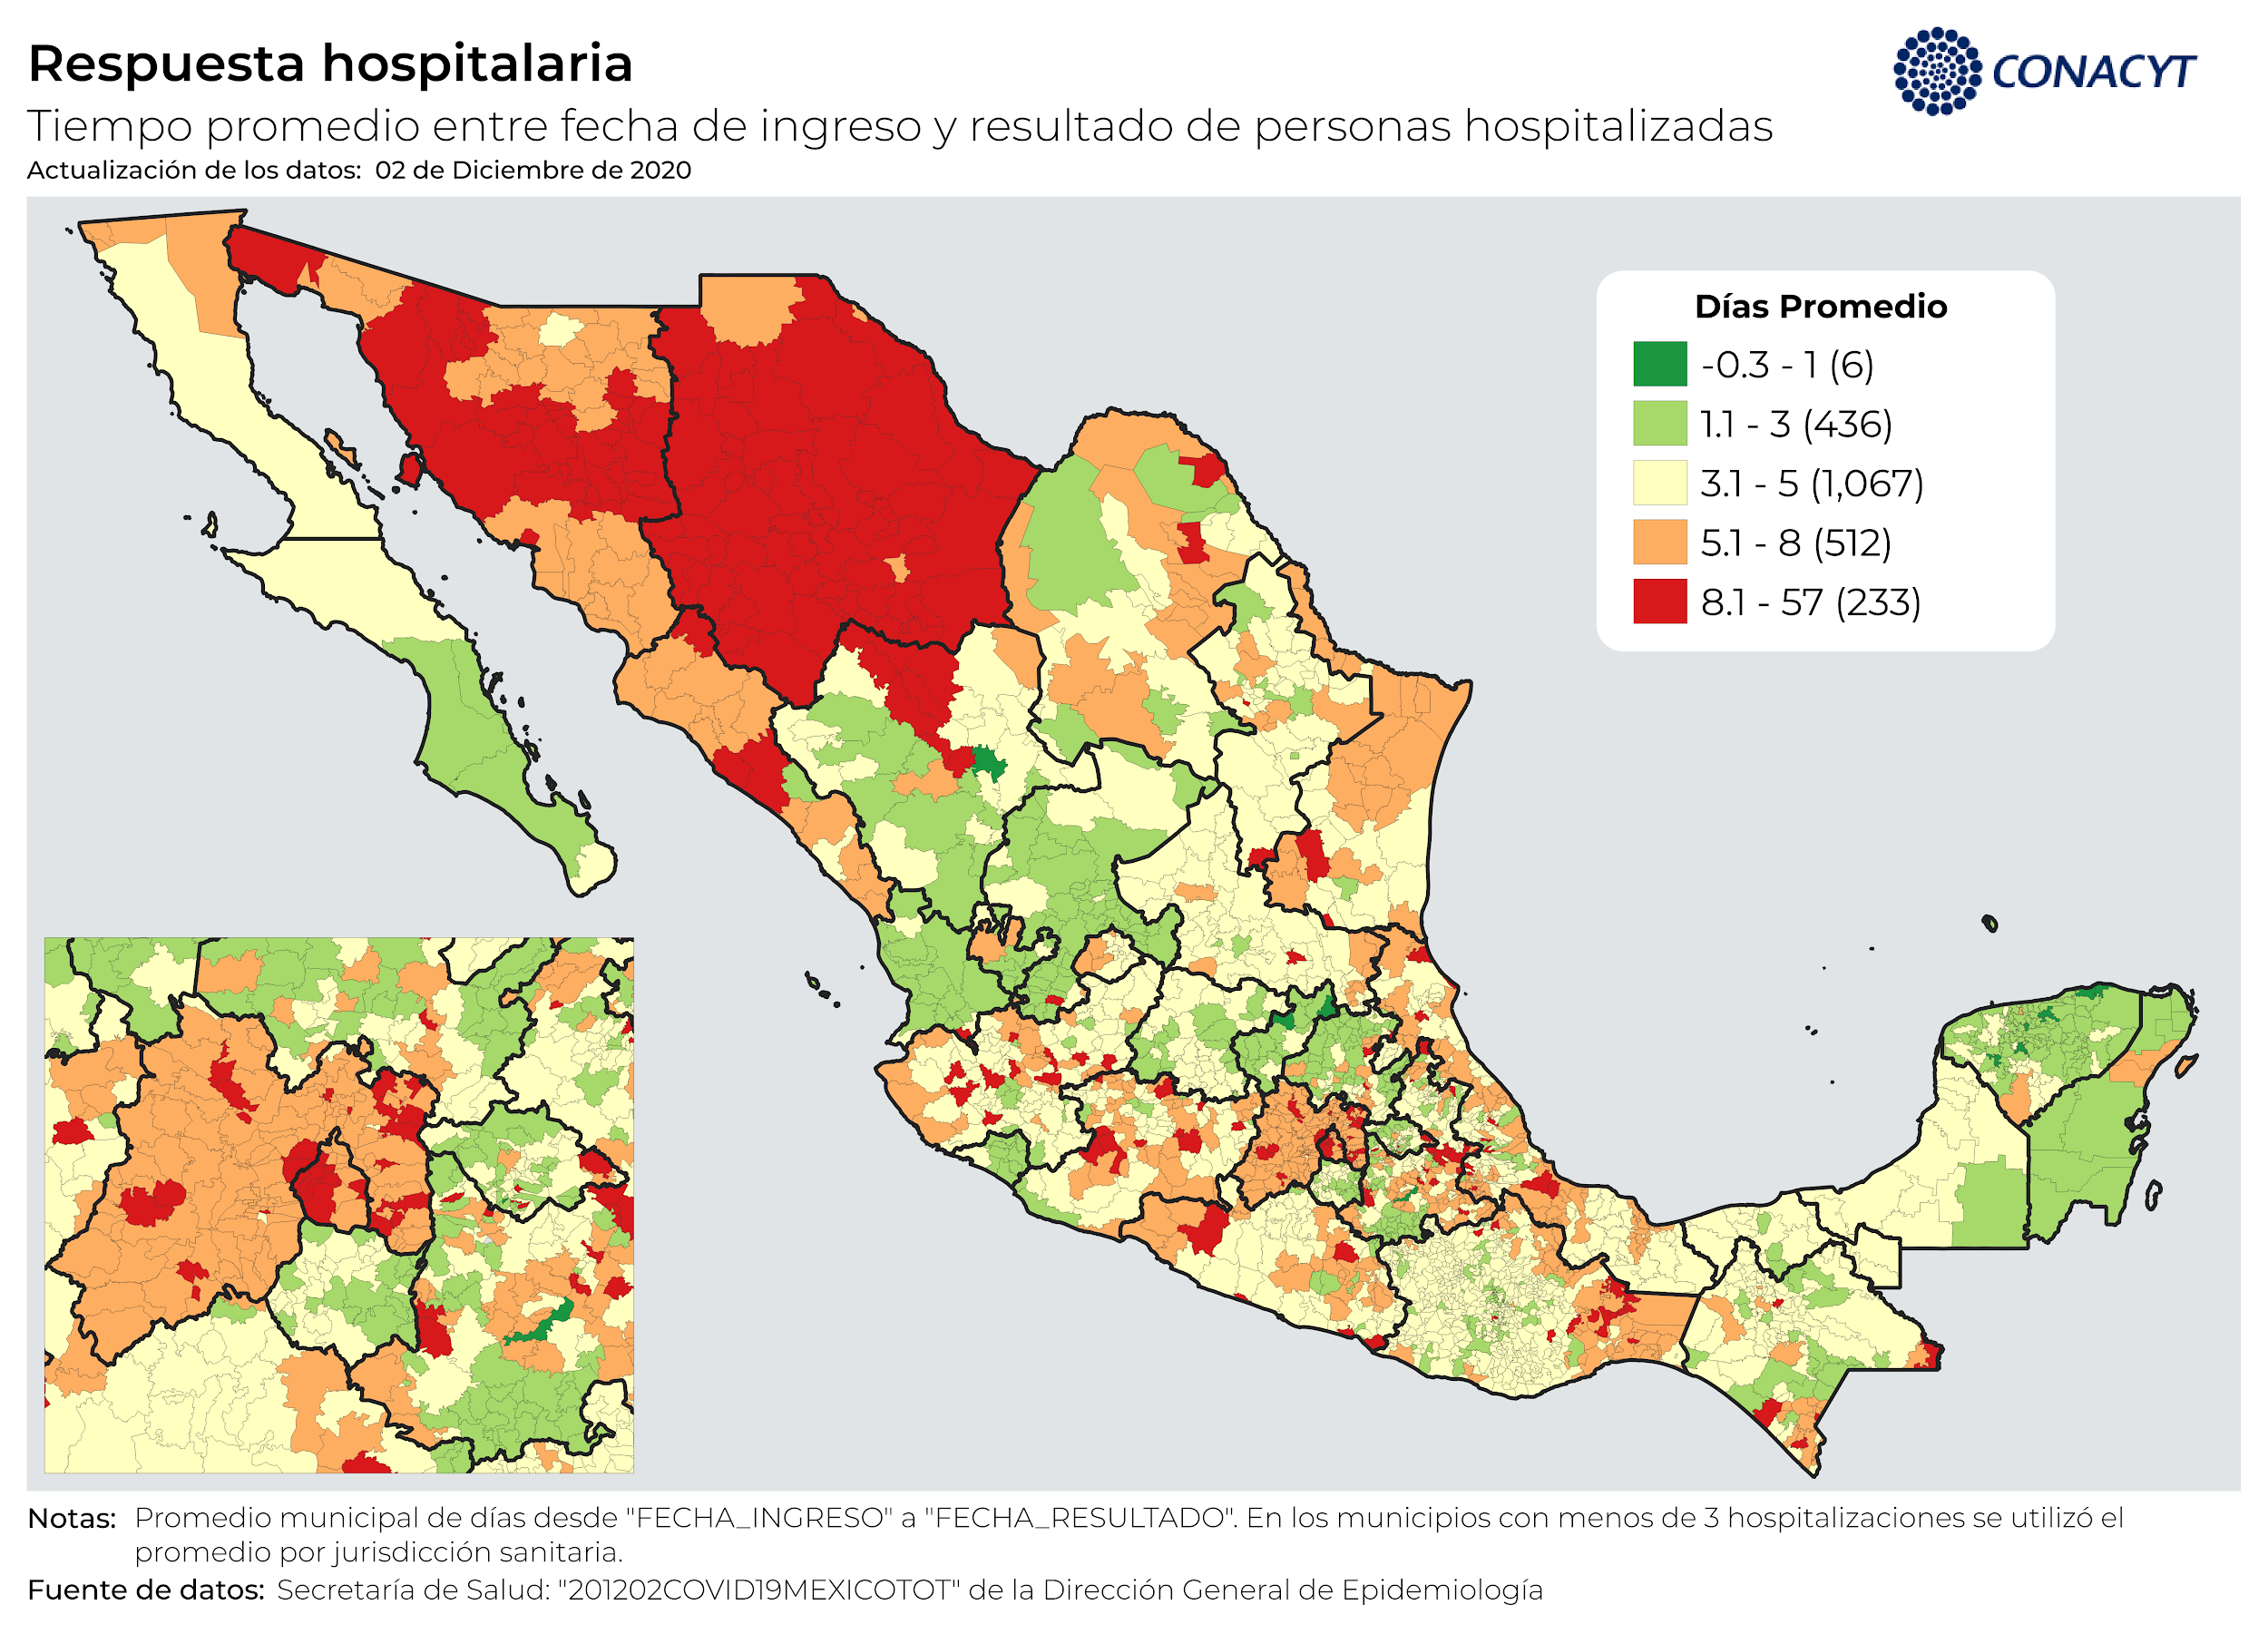 Respuesta hospitalaria
CONACYT
Tiempo promedio entre fecha de ingreso y resultado de personas hospitalizadas
Actualización de los datos: 02 de Diciembre de 2020
Días Promedio
-0.3 - 1 (6)
1.1 - 3 (436)
3.1 - 5 (1,067)
5.1 - 8 (512)
8.1 - 57 (233)
Notas: Promedio municipal de días desde "FECHA_INGRESO" a "FECHA_RESULTADO". En los municipios con menos de 3 hospitalizaciones se utilizó el
promedio por jurisdicción sanitaria.
Fuente de datos: Secretaría de Salud: "201202COVID19MEXICOTOT" de la Dirección General de Epidemiología